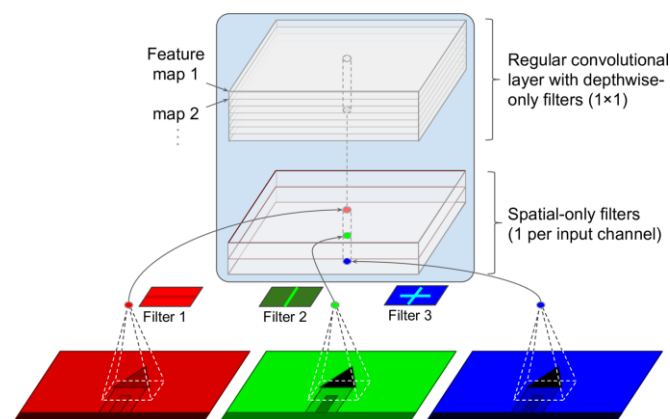 Feature
map 1
map 2
⋮
Regular convolutional
layer with depthwise-
only filters (1×1)
Spatial-only filters
(1 per input channel)
Filter 1
Filter 2
Filter 3